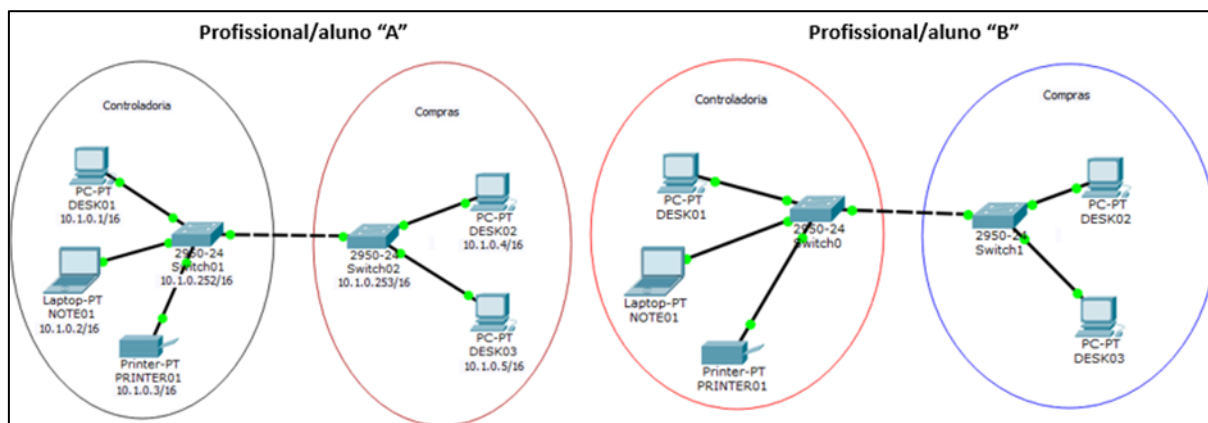 Profissional/aluno “A”
Controladoria
PC-PT
DESK01
10.1.0.1/16
2950-24
Switch01
10.1.0.252/16
Laptop-PT
NOTE01
10.1.0.2/16
Printer-PT
PRINTER01
10.1.0.3/16
Compras
PC-PT
DESK02
10.1.0.4/16
2950-24
Switch02
10.1.0.253/16
PC-PT
DESK03
10.1.0.5/16
Profissional/aluno “B”
Controladoria
PC-PT
DESK01
2950-24
Switch0
Laptop-PT
NOTE01
Printer-PT
PRINTER01
Compras
PC-PT
DESK02
2950-24
Switch1
PC-PT
DESK03